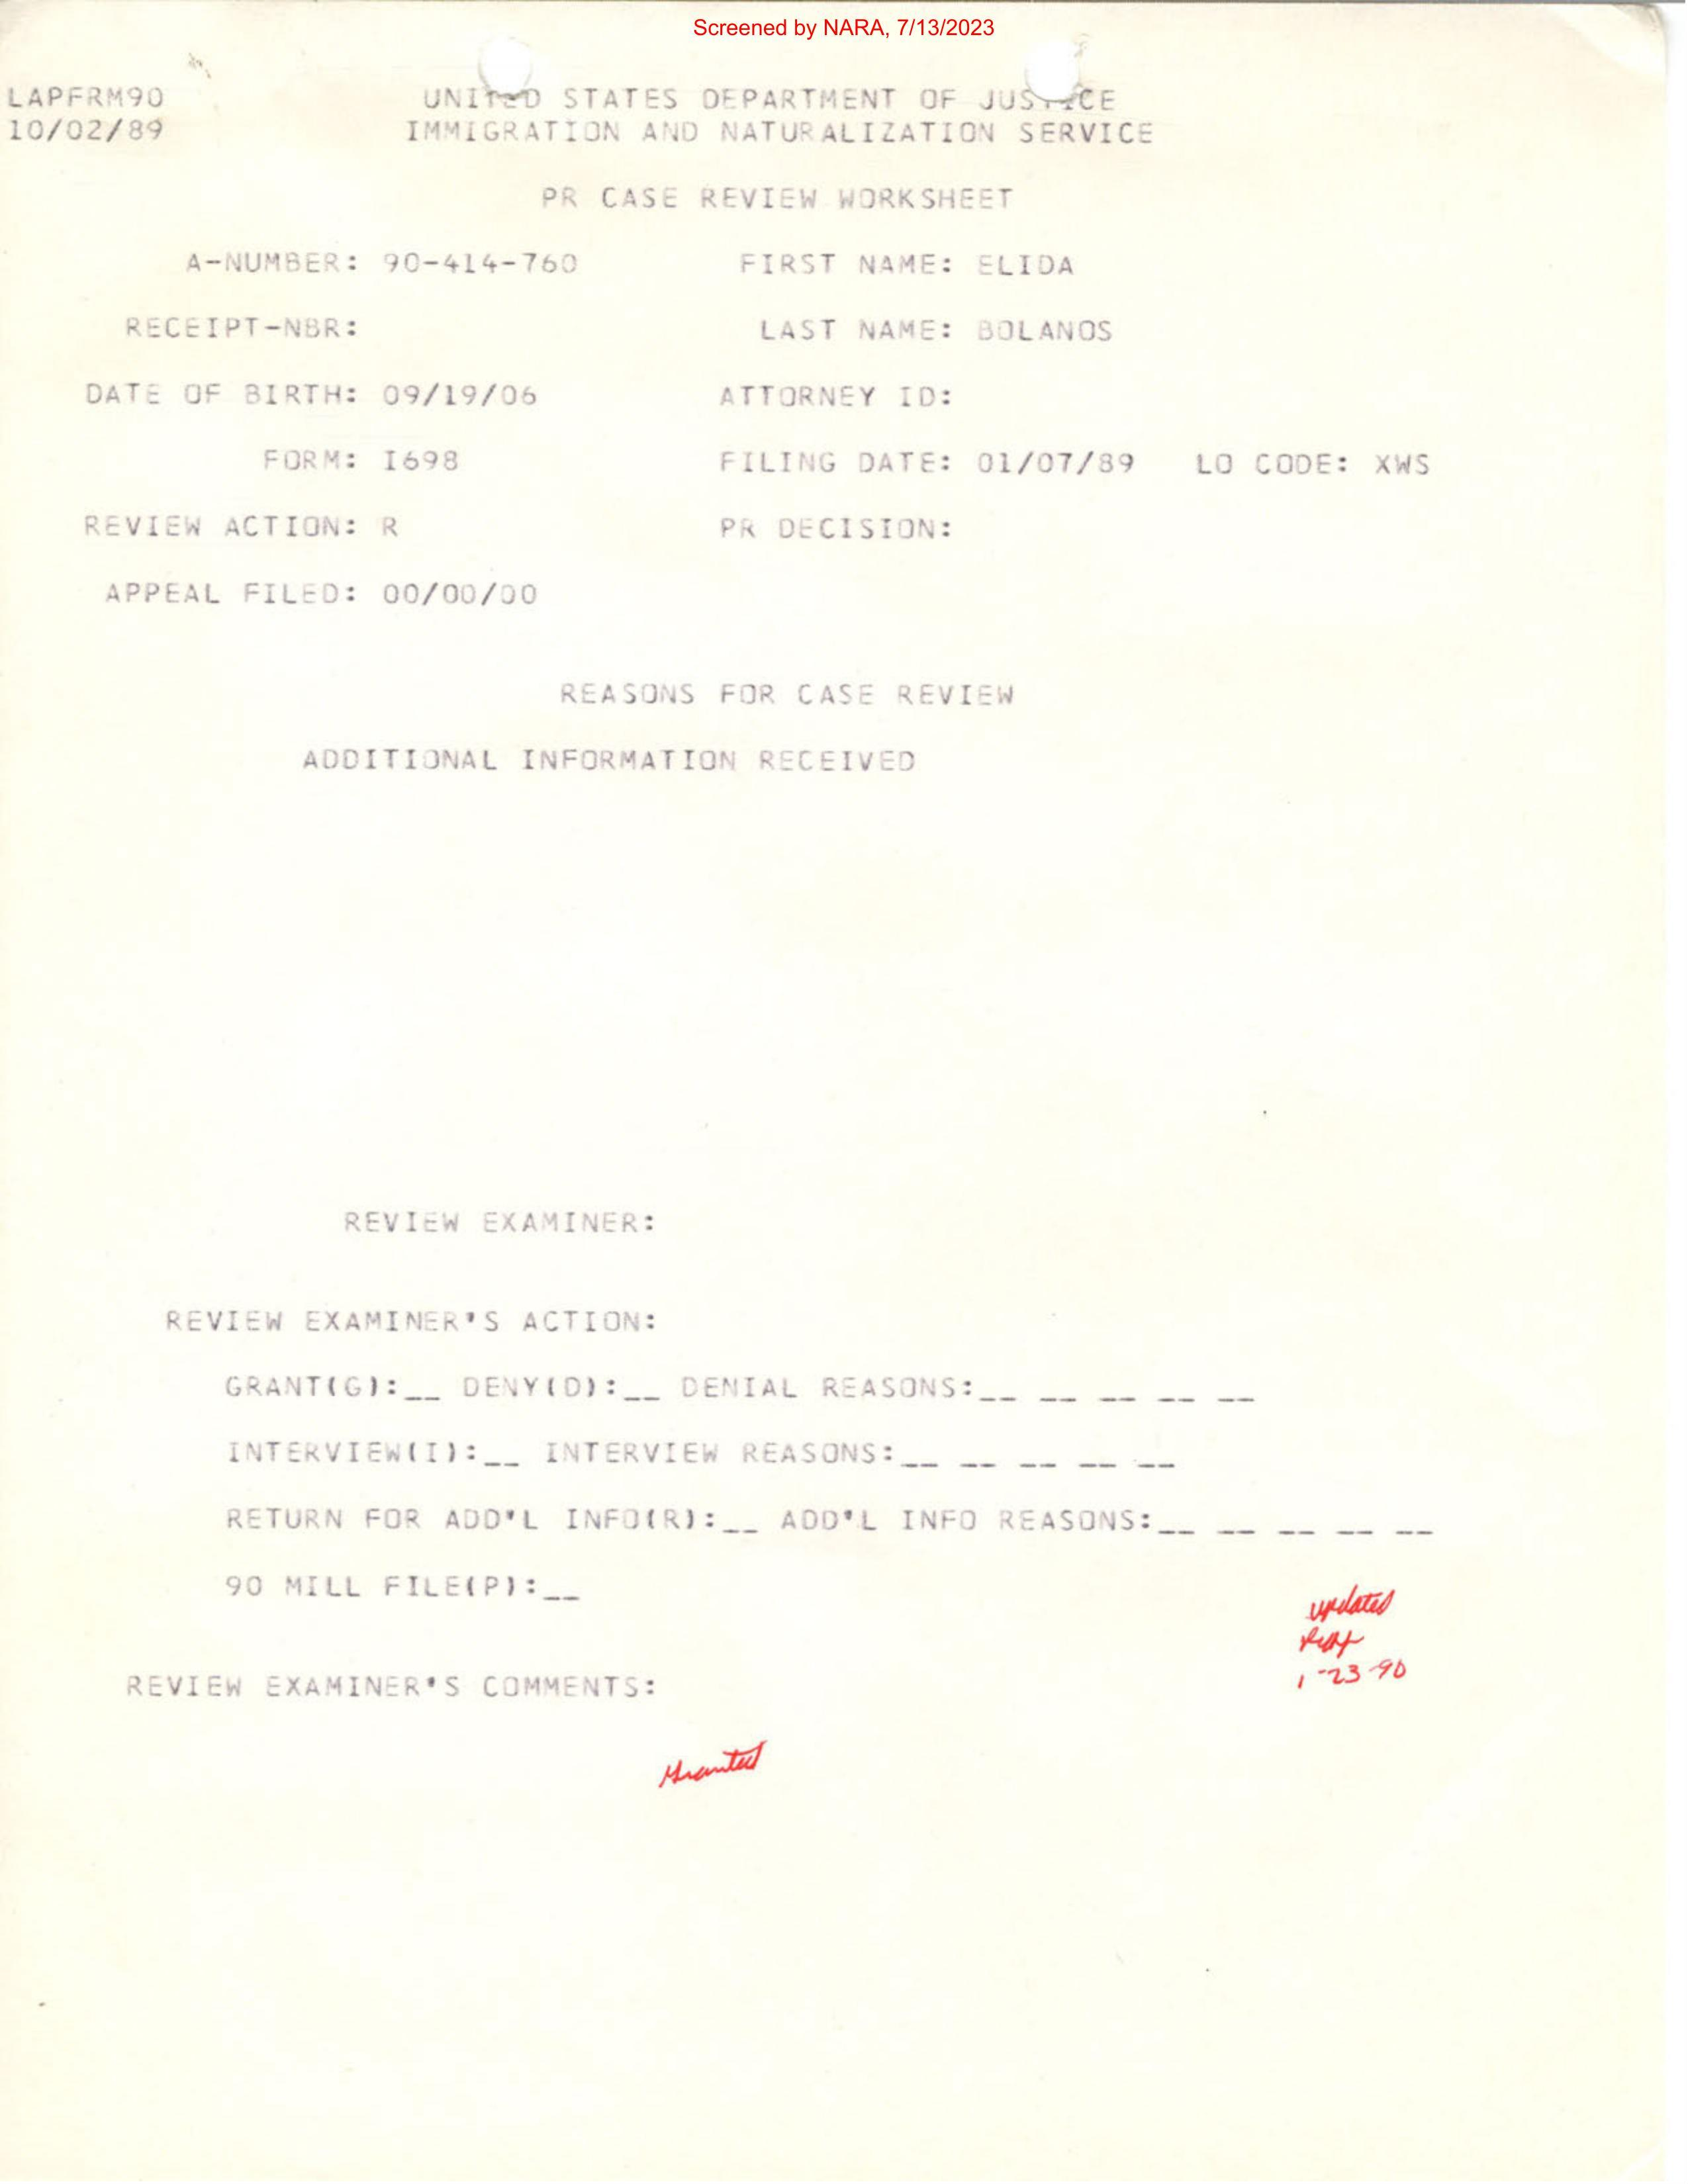 Screened by NARA, 7/13/2023
LAPFRM90 UNITED STATES DEPARTMENT OF JUSTICE
10/02/89 IMMIGRATION AND NATURALIZATION SERVICE
PR CASE REVIEW WORKSHEET
A-NUMBER: 90-414-760 FIRST NAME: ELIDA
RECEIPT-NBR: LAST NAME: BOLANOS
DATE OF BIRTH: 09/19/06 ATTORNEY ID:
FORM: I698 FILING DATE: 01/07/89 LO CODE: XWS
REVIEW ACTION: R PR DECISION:
APPEAL FILED: 00/00/00
REASONS FOR CASE REVIEW
ADDITIONAL INFORMATION RECEIVED
REVIEW EXAMINER:
REVIEW EXAMINER'S ACTION:
GRANT(G):__ DENY(D):__ DENIAL REASONS:__ __ __ __ __
INTERVIEW(I):__ INTERVIEW REASONS:__ __ __ __ __
RETURN FOR ADD'L INFO(R):__ ADD'L INFO REASONS:__ __ __ __ __
90 MILL FILE(P):__
updated
1-23-90
REVIEW EXAMINER'S COMMENTS:
Granted